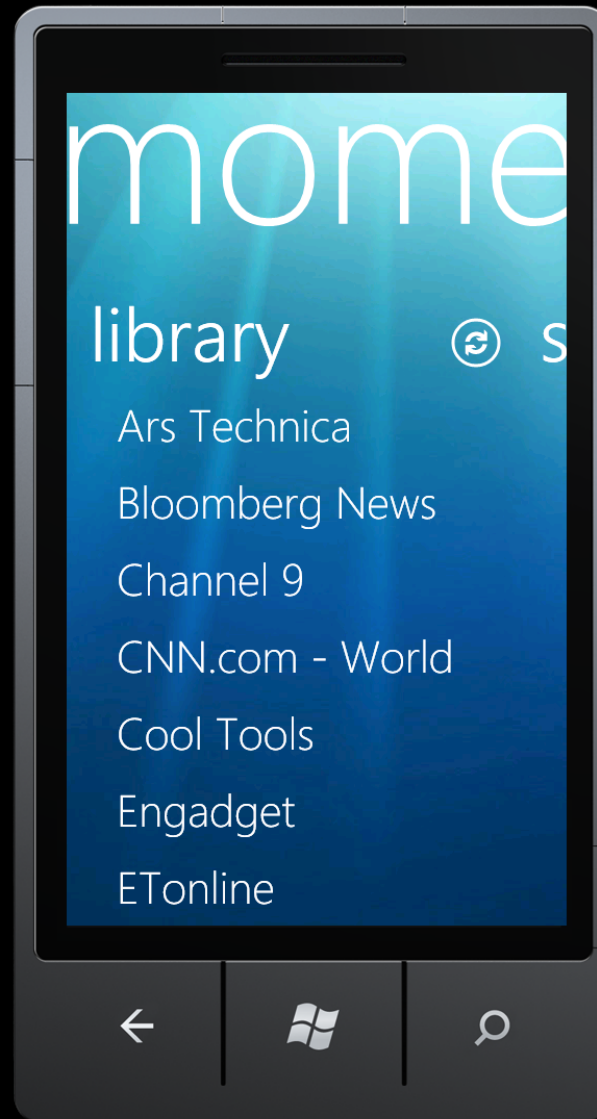 mome
library s
Ars Technica
Bloomberg News
Channel 9
CNN.com - World
Cool Tools
Engadget
ETonline